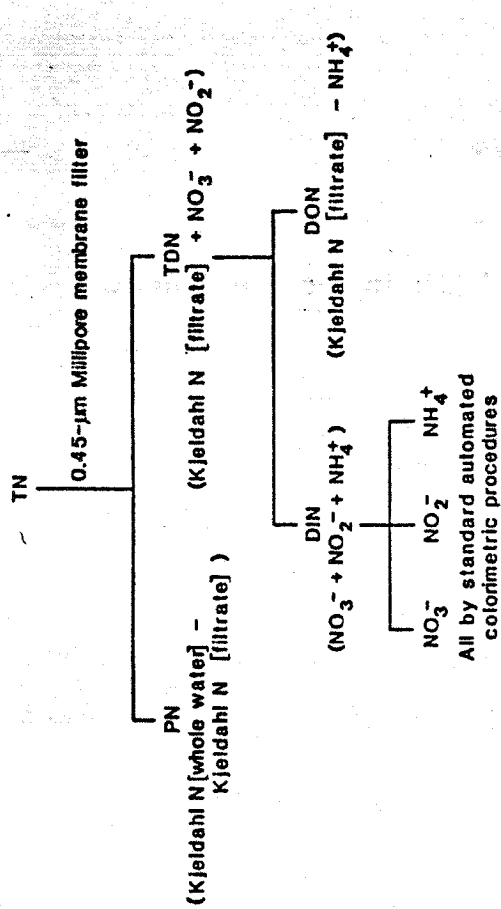 TN
0.45-µm Millipore membrane filter
PN
(Kjeldahl N [whole water] –
Kjeldahl N [filtrate] )
TDN
(Kjeldahl N [filtrate] + NO₃⁻ + NO₂⁻)
DIN
(NO₃⁻ + NO₂⁻ + NH₄⁺)
DON
(Kjeldahl N [filtrate] – NH₄⁺)
NO₃⁻ NO₂⁻ NH₄⁺
All by standard automated
colorimetric procedures